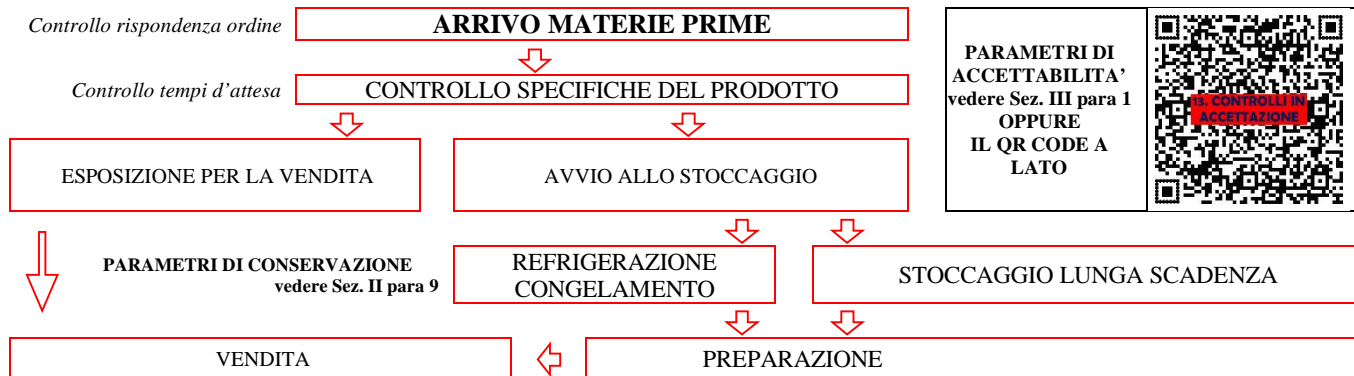 Controllo rispondenza ordine
ARRIVO MATERIE PRIME
Controllo tempi d'attesa
CONTROLLO SPECIFICHE DEL PRODOTTO
PARAMETRI DI
ACCETTABILITA'
vedere Sez. III para 1
OPPURE
IL QR CODE A
LATO
13. CONTROLLI IN
ACCETTAZIONE
ESPOSIZIONE PER LA VENDITA
AVVIO ALLO STOCCAGGIO
PARAMETRI DI CONSERVAZIONE
vedere Sez. II para 9
REFRIGERAZIONE
CONGELAMENTO
STOCCAGGIO LUNGA SCADENZA
VENDITA
PREPARAZIONE